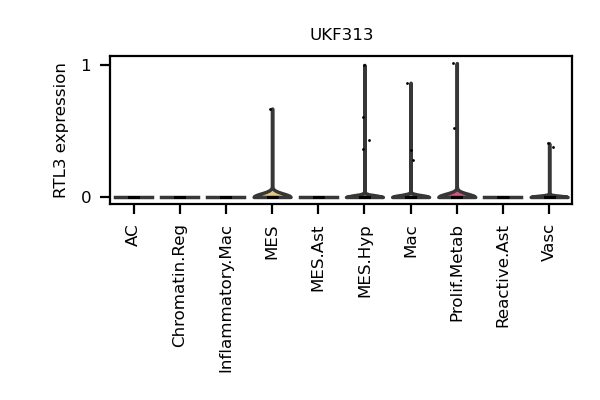 UKF313
RTL3 expression
1
0
AC
Chromatin.Reg
Inflammatory.Mac
MES
MES.Ast
MES.Hyp
Mac
Prolif.Metab
Reactive.Ast
Vasc